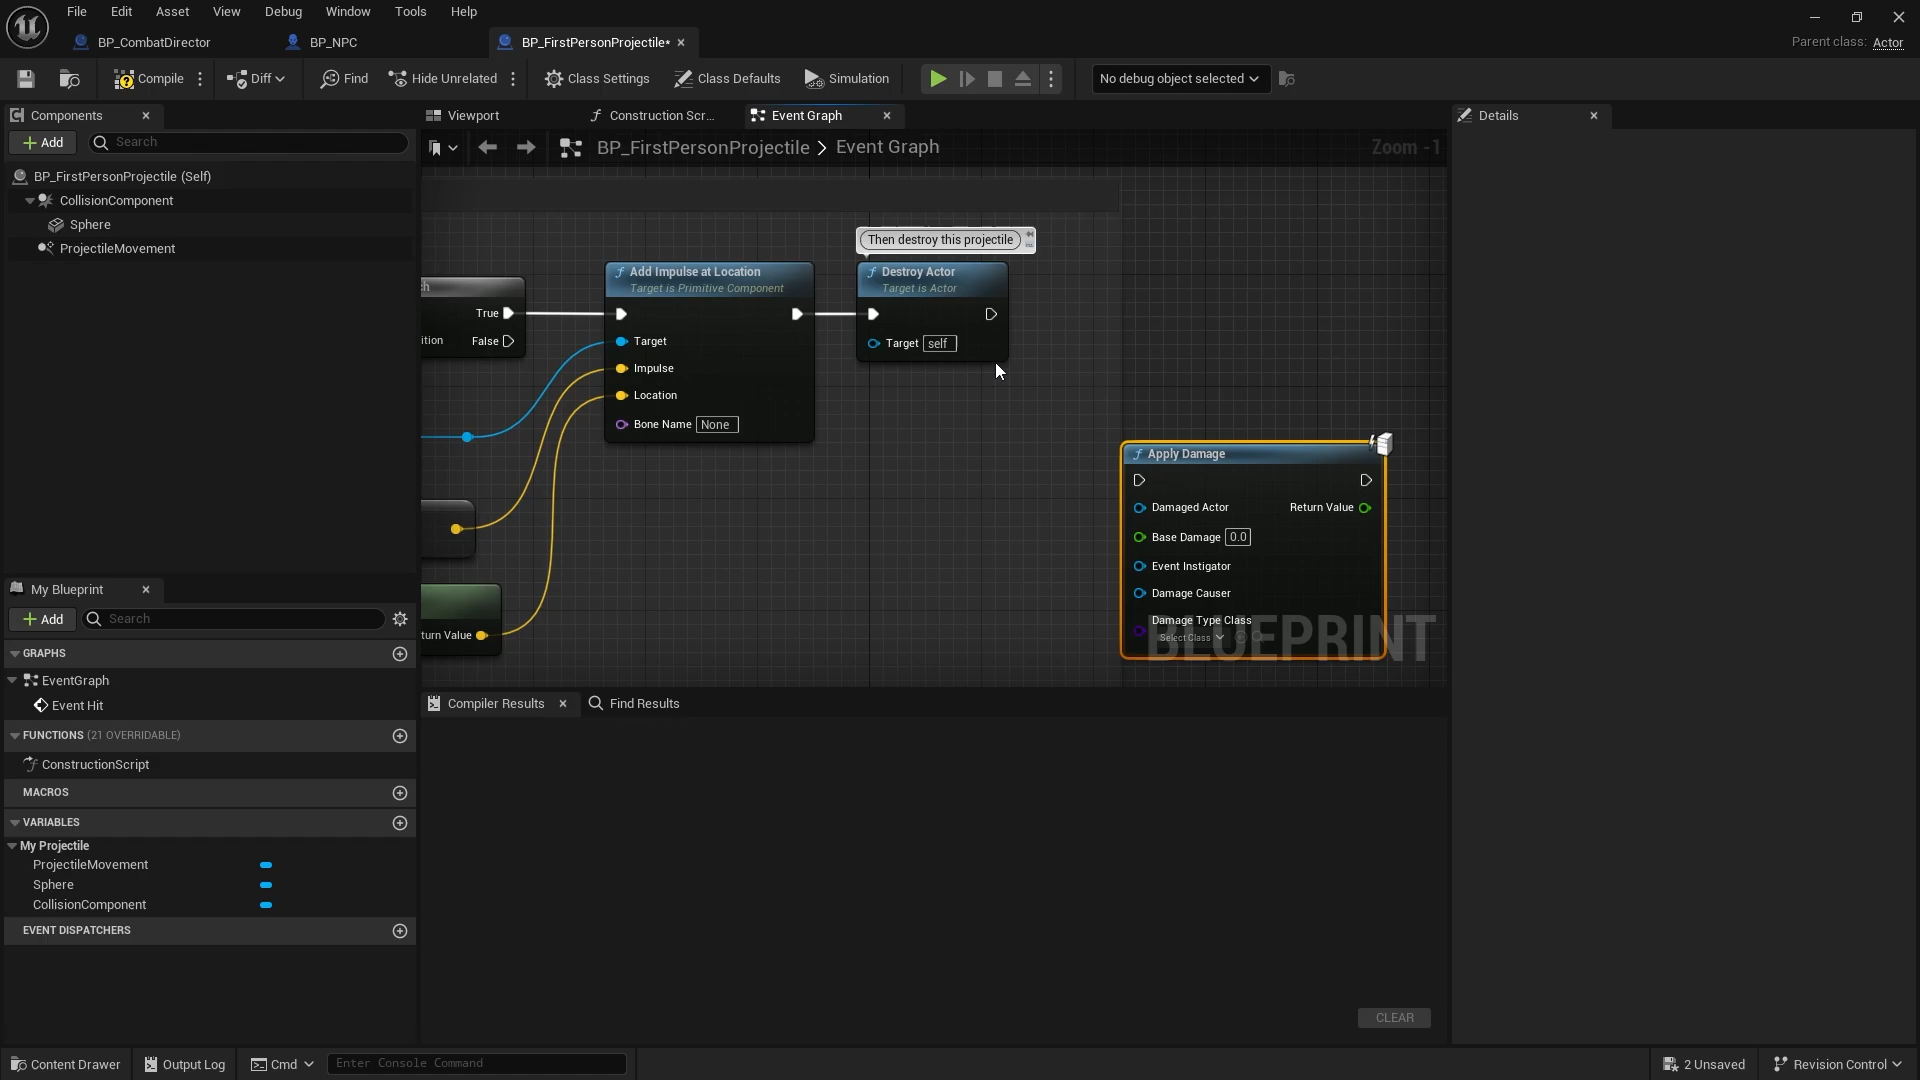 File Edit Asset View Debug Window Tools Help
BP_CombatDirector
BP_NPC
BP_FirstPersonProjectile*
Parent class: Actor
Compile
Diff
Find
Hide Unrelated
Class Settings
Class Defaults
Simulation
No debug object selected
Components
Add
Search
BP_FirstPersonProjectile (Self)
CollisionComponent
Sphere
ProjectileMovement
Viewport
Construction Scr...
Event Graph
BP_FirstPersonProjectile > Event Graph
Zoom -1
Then destroy this projectile
True
ition False
Add Impulse at Location
Target is Primitive Component
Target
Impulse
Location
Bone Name None
Destroy Actor
Target is Actor
Target self
turn Value
Apply Damage
Damaged Actor Return Value
Base Damage 0.0
Event Instigator
Damage Causer
Damage Type Class
Select Class
BLUEPRINT
Details
My Blueprint
Add
Search
GRAPHS
EventGraph
Event Hit
FUNCTIONS (21 OVERRIDABLE)
ConstructionScript
MACROS
VARIABLES
My Projectile
ProjectileMovement
Sphere
CollisionComponent
EVENT DISPATCHERS
Compiler Results
Find Results
CLEAR
Content Drawer
Output Log
Cmd
Enter Console Command
2 Unsaved
Revision Control